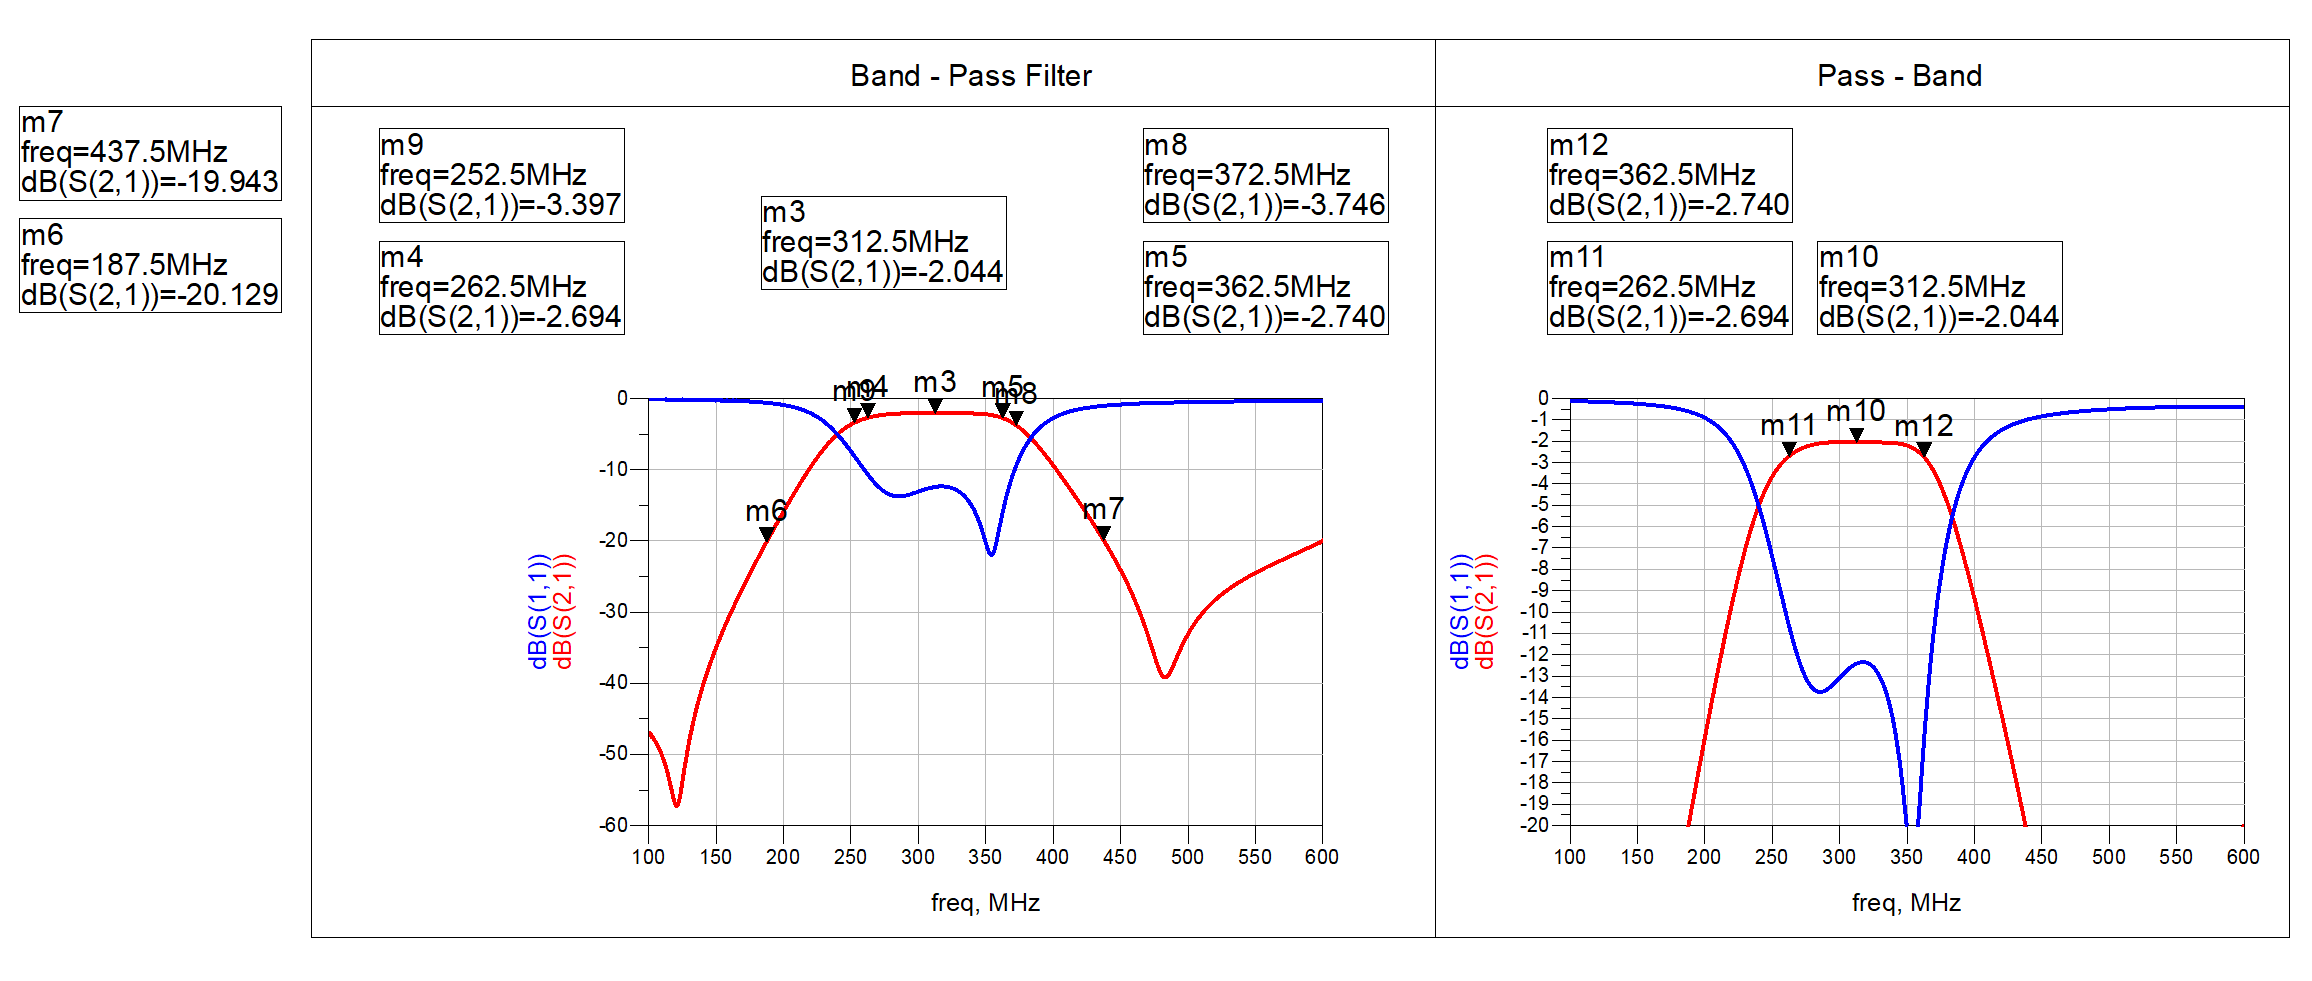 Band - Pass Filter
Pass - Band
m7
freq=437.5MHz
dB(S(2,1))=-19.943
m6
freq=187.5MHz
dB(S(2,1))=-20.129
m9
freq=252.5MHz
dB(S(2,1))=-3.397
m4
freq=262.5MHz
dB(S(2,1))=-2.694
m3
freq=312.5MHz
dB(S(2,1))=-2.044
m8
freq=372.5MHz
dB(S(2,1))=-3.746
m5
freq=362.5MHz
dB(S(2,1))=-2.740
m12
freq=362.5MHz
dB(S(2,1))=-2.740
m11
freq=262.5MHz
dB(S(2,1))=-2.694
m10
freq=312.5MHz
dB(S(2,1))=-2.044
m9
m4
m3
m5
m8
m6
m7
0
-10
-20
-30
-40
-50
-60
dB(S(1,1))
dB(S(2,1))
100 150 200 250 300 350 400 450 500 550 600
freq, MHz
m11
m10
m12
0
-1
-2
-3
-4
-5
-6
-7
-8
-9
-10
-11
-12
-13
-14
-15
-16
-17
-18
-19
-20
dB(S(1,1))
dB(S(2,1))
100 150 200 250 300 350 400 450 500 550 600
freq, MHz